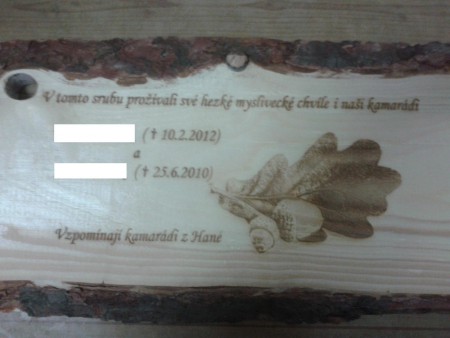 V tomto srubu prožívali své hezké myslivecké chvíle i naši kamarádi
(† 10.2.2012)
a
(† 25.6.2010)
Vzpomínají kamarádi z Hané